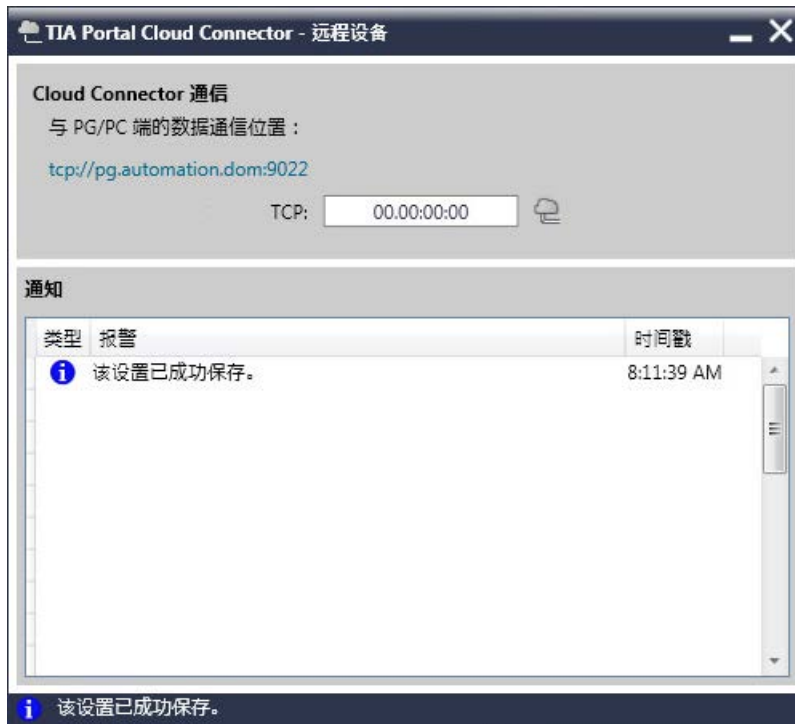 TIA Portal Cloud Connector - 远程设备
Cloud Connector 通信
与 PG/PC 端的数据通信位置：
tcp://pg.automation.dom:9022
TCP: 00.00:00:00
通知
类型 报警 时间戳
该设置已成功保存。 8:11:39 AM
该设置已成功保存。